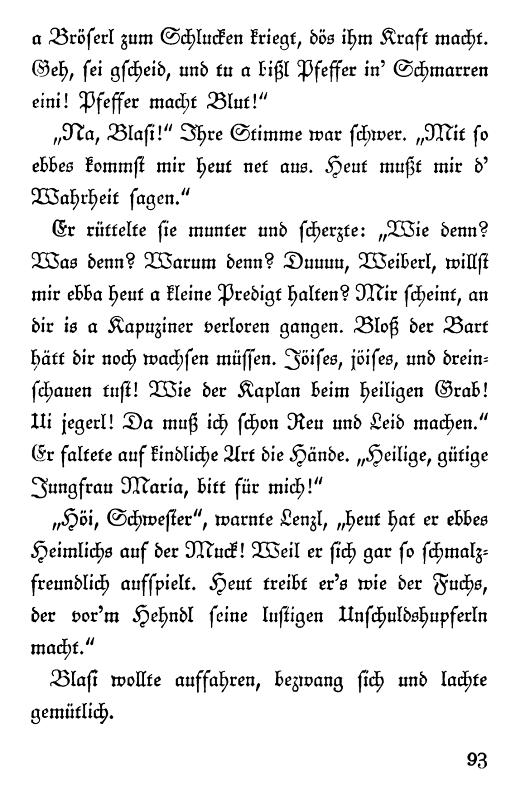 a Bröserl zum Schlucken kriegt, dös ihm Kraft macht.
Geh, sei gscheid, und tu a bißl Pfeffer in' Schmarren
eini! Pfeffer macht Blut!“
„Na, Blasi!“ Ihre Stimme war schwer. „Mit so
ebbes kommst mir heut net aus. Heut mußt mir d'
Wahrheit sagen.“
Er rüttelte sie munter und scherzte: „Wie denn?
Was denn? Warum denn? Duuuu, Weiberl, willst
mir ebba heut a kleine Predigt halten? Mir scheint, an
dir is a Kapuziner verloren gangen. Bloß der Bart
hätt dir noch wachsen müssen. Jöises, jöises, und drein-
schauen tust! Wie der Kaplan beim heiligen Grab!
Ui jegerl! Da muß ich schon Reu und Leid machen.“
Er faltete auf kindliche Art die Hände. „Heilige, gütige
Jungfrau Maria, bitt für mich!“
„Höi, Schwester“, warnte Lenzl, „heut hat er ebbes
Heimlichs auf der Muck! Weil er sich gar so schmalz-
freundlich aufspielt. Heut treibt er's wie der Fuchs,
der vor'm Hehndl seine lustigen Unschuldshupferln
macht.“
Blasi wollte auffahren, bezwang sich und lachte
gemütlich.
93